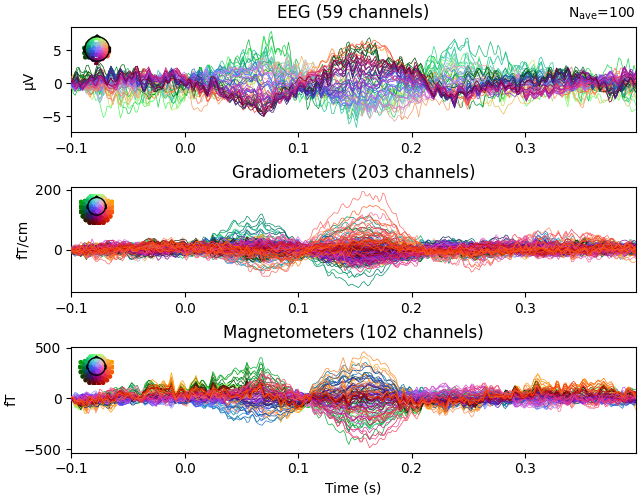 EEG (59 channels)
Nave=100
5
0
−5
µV
−0.1 0.0 0.1 0.2 0.3
Gradiometers (203 channels)
200
0
fT/cm
−0.1 0.0 0.1 0.2 0.3
Magnetometers (102 channels)
500
0
−500
fT
−0.1 0.0 0.1 0.2 0.3
Time (s)